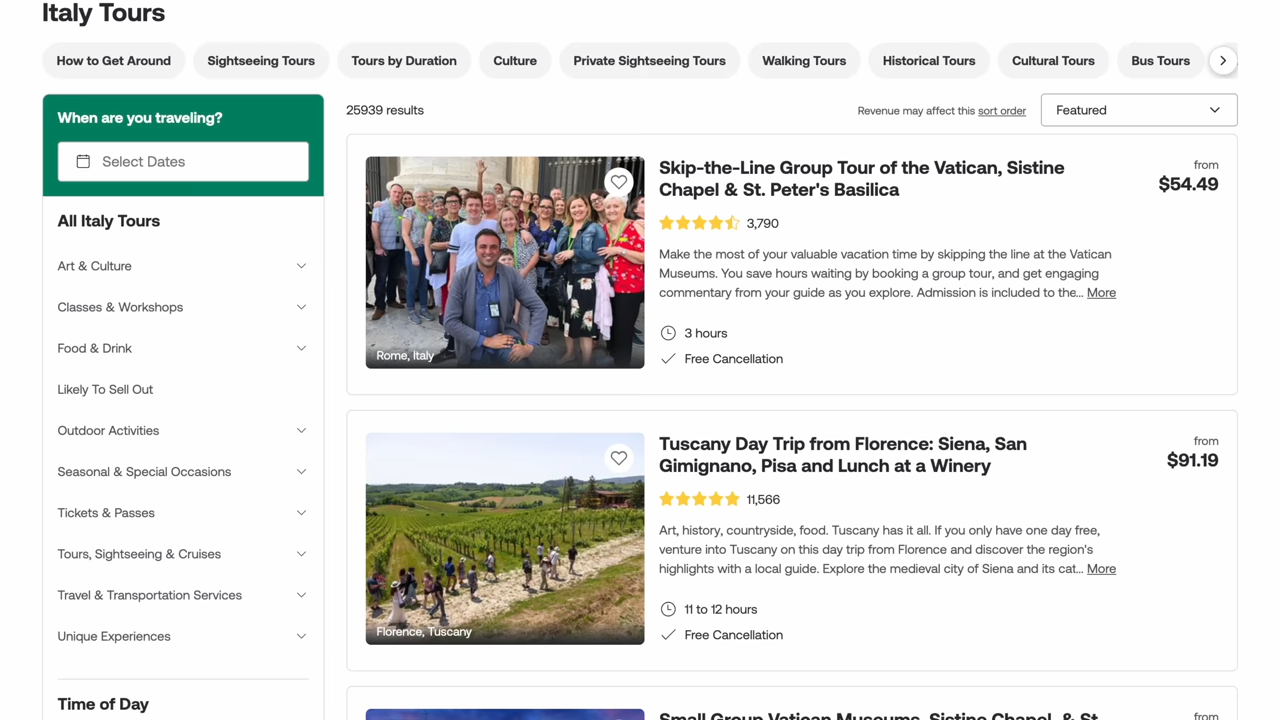 Italy Tours
How to Get Around
Sightseeing Tours
Tours by Duration
Culture
Private Sightseeing Tours
Walking Tours
Historical Tours
Cultural Tours
Bus Tours
When are you traveling?
Select Dates
All Italy Tours
Art & Culture
Classes & Workshops
Food & Drink
Likely To Sell Out
Outdoor Activities
Seasonal & Special Occasions
Tickets & Passes
Tours, Sightseeing & Cruises
Travel & Transportation Services
Unique Experiences
Time of Day
25939 results
Revenue may affect this sort order
Featured
Rome, Italy
Skip-the-Line Group Tour of the Vatican, Sistine
Chapel & St. Peter's Basilica
3,790
Make the most of your valuable vacation time by skipping the line at the Vatican
Museums. You save hours waiting by booking a group tour, and get engaging
commentary from your guide as you explore. Admission is included to the... More
3 hours
Free Cancellation
from
$54.49
Florence, Tuscany
Tuscany Day Trip from Florence: Siena, San
Gimignano, Pisa and Lunch at a Winery
11,566
Art, history, countryside, food. Tuscany has it all. If you only have one day free,
venture into Tuscany on this day trip from Florence and discover the region's
highlights with a local guide. Explore the medieval city of Siena and its cat... More
11 to 12 hours
Free Cancellation
from
$91.19
Small Group Vatican Museums, Sistine Chapel, & St.
from